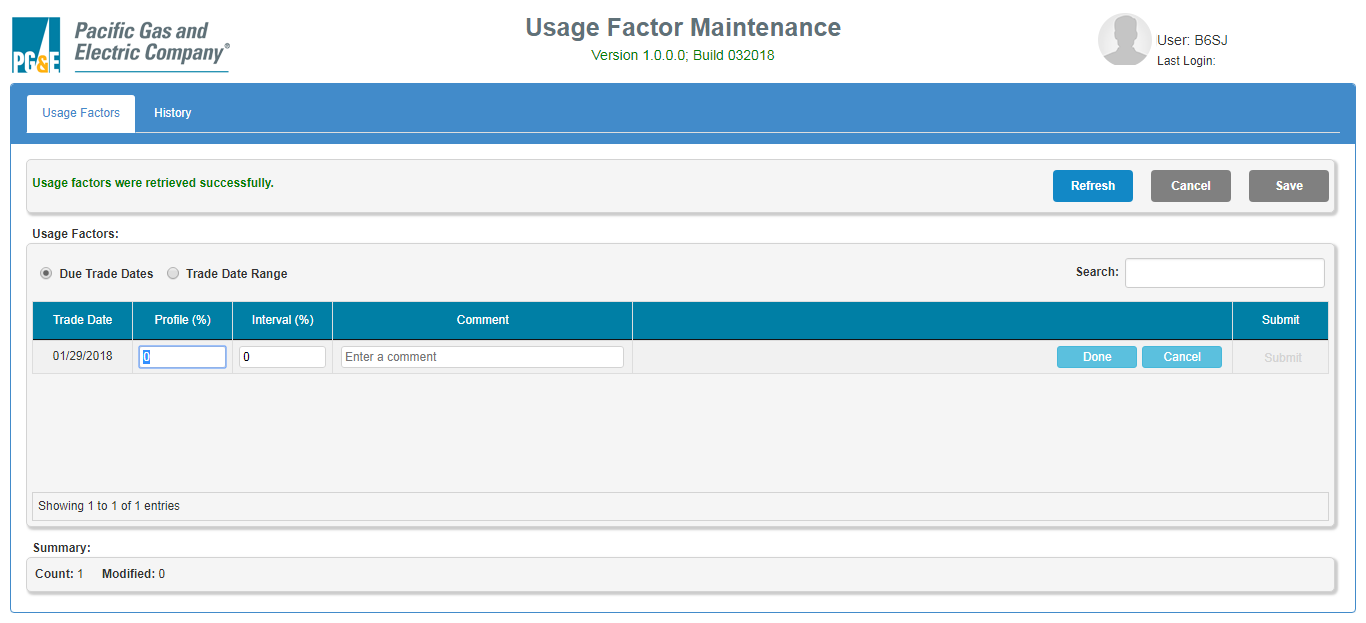 PG&E
Pacific Gas and
Electric Company®
Usage Factor Maintenance
Version 1.0.0.0; Build 032018
User: B6SJ
Last Login:
Usage Factors History
Usage factors were retrieved successfully. Refresh Cancel Save
Usage Factors:
Due Trade Dates Trade Date Range Search:
Trade Date Profile (%) Interval (%) Comment Submit
01/29/2018 0 0 Enter a comment Done Cancel Submit
Showing 1 to 1 of 1 entries
Summary:
Count: 1 Modified: 0